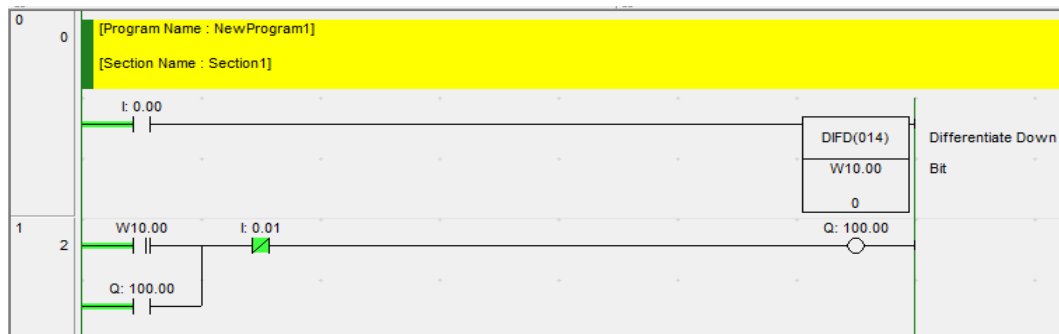 0
0
[Program Name : NewProgram1]
[Section Name : Section1]
I: 0.00
DIFD(014)
Differentiate Down
W10.00
Bit
0
1
2
W10.00
I: 0.01
Q: 100.00
Q: 100.00